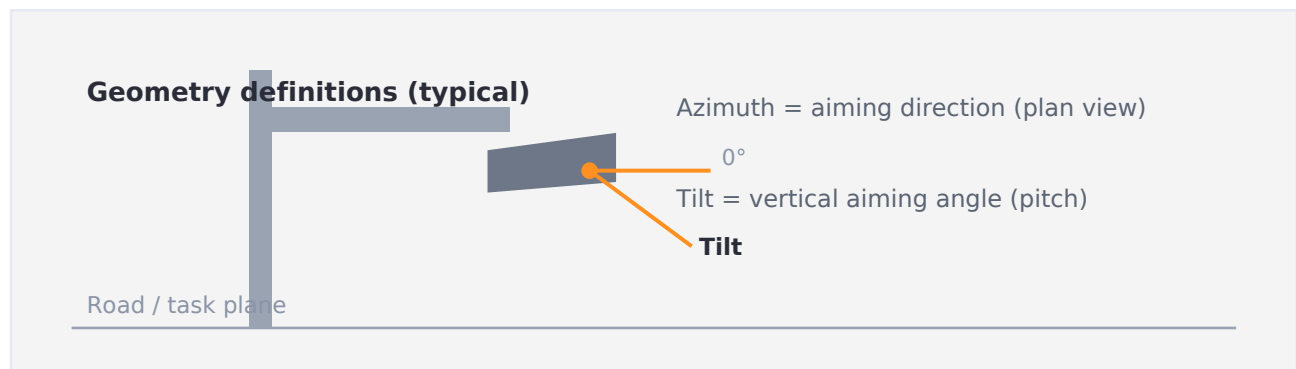 Geometry definitions (typical)
Azimuth = aiming direction (plan view)
0°
Tilt = vertical aiming angle (pitch)
Tilt
Road / task plane